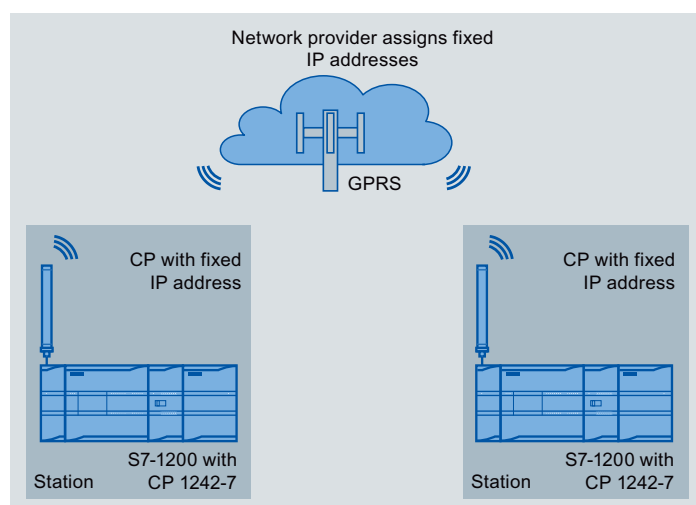 Network provider assigns fixed
IP addresses
GPRS
CP with fixed
IP address
S7-1200 with
Station CP 1242-7
CP with fixed
IP address
S7-1200 with
Station CP 1242-7